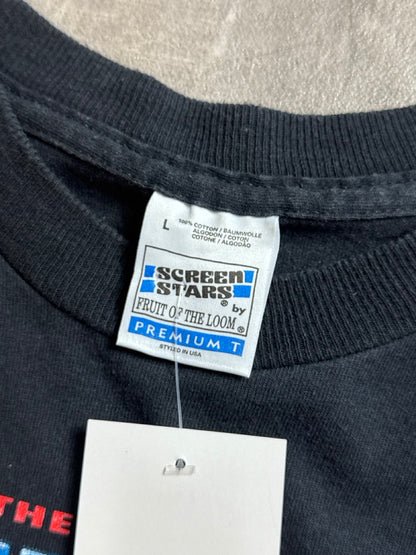 L
100% COTTON / BAUMWOLLE
ALGODON / COTON
COTONE / ALGODÃO
SCREEN
STARS®
by
FRUIT OF THE LOOM®
PREMIUM T
STYLED IN USA
THE